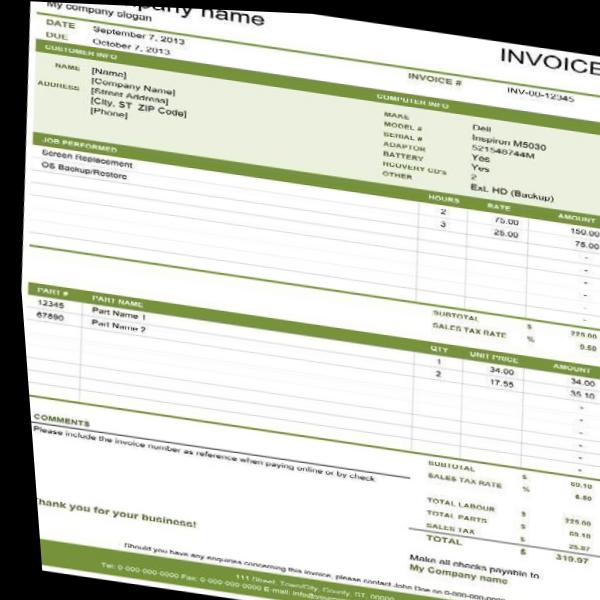 name
My company slogan
INVOICE
DATE September 7, 2013
DUE October 7, 2013
INVOICE # INV-00-12345
CUSTOMER INFO
COMPUTER INFO
NAME [Name]
[Company Name]
ADDRESS [Street Address]
[City, ST ZIP Code]
[Phone]
MAKE Dell
MODEL # Inspiron M5030
SERIAL # 521548744M
ADAPTOR Yes
BATTERY Yes
RCOVERY CD'S 2
OTHER Ext. HD (Backup)
JOB PERFORMED HOURS RATE AMOUNT
Screen Replacement 2 75.00 150.00
OS Backup/Restore 3 25.00 75.00
SUBTOTAL $ 225.00
SALES TAX RATE % 9.50
PART # PART NAME QTY UNIT PRICE AMOUNT
12345 Part Name 1 1 34.00 34.00
67890 Part Name 2 2 17.55 35.10
SUBTOTAL $ 69.10
SALES TAX RATE %
COMMENTS
Please include the invoice number as reference when paying online or by check
TOTAL LABOUR $ 225.00
TOTAL PARTS $ 69.10
SALES TAX $ 25.87
TOTAL $ 319.97
Thank you for your business!
Make all checks payable to
My Company name
Should you have any enquiries concerning this invoice, please contact John Doe on 0-000-000-0000
111 Street, Town/City, County, ST, 00000
Tel: 0-000-000-0000 Fax: 0-000-000-0000 E-mail: